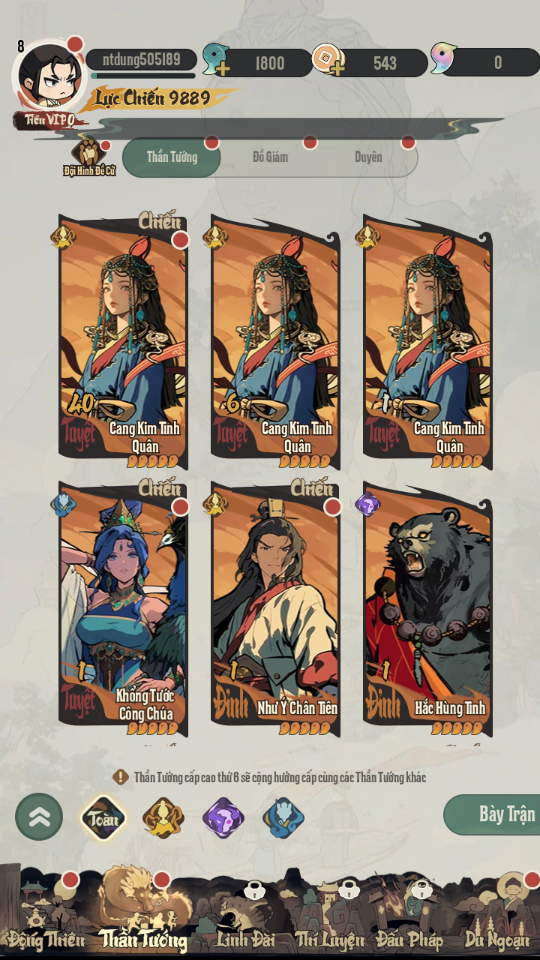 8
ntdung505189
1800
543
0
Lực Chiến 9889
Tiên VIP 0
Đội Hình Đề Cử
Thần Tướng
Đồ Giám
Duyên
Chiến
40
Tuyệt
Cang Kim Tinh Quân
6
Tuyệt
Cang Kim Tinh Quân
1
Tuyệt
Cang Kim Tinh Quân
Chiến
1
Tuyệt
Khổng Tước Công Chúa
Chiến
1
Đỉnh
Như Ý Chân Tiên
1
Đỉnh
Hắc Hùng Tinh
Thần Tướng cấp cao thứ 6 sẽ cộng hưởng cấp cùng các Thần Tướng khác
Toàn
Bày Trận
Động Thiên
Thần Tướng
Linh Đài
Thí Luyện
Đấu Pháp
Du Ngoạn